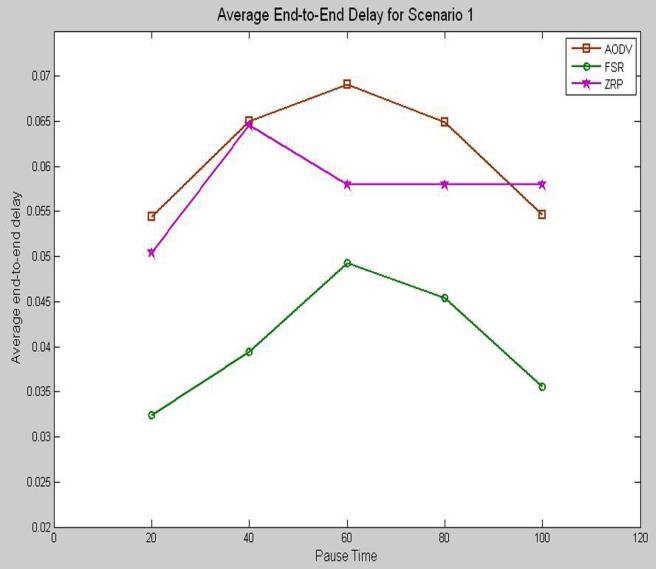 Average End-to-End Delay for Scenario 1
AODV
FSR
ZRP
0.07
0.065
0.06
0.055
0.05
0.045
0.04
0.035
0.03
0.025
0.02
Average end-to-end delay
0 20 40 60 80 100 120
Pause Time